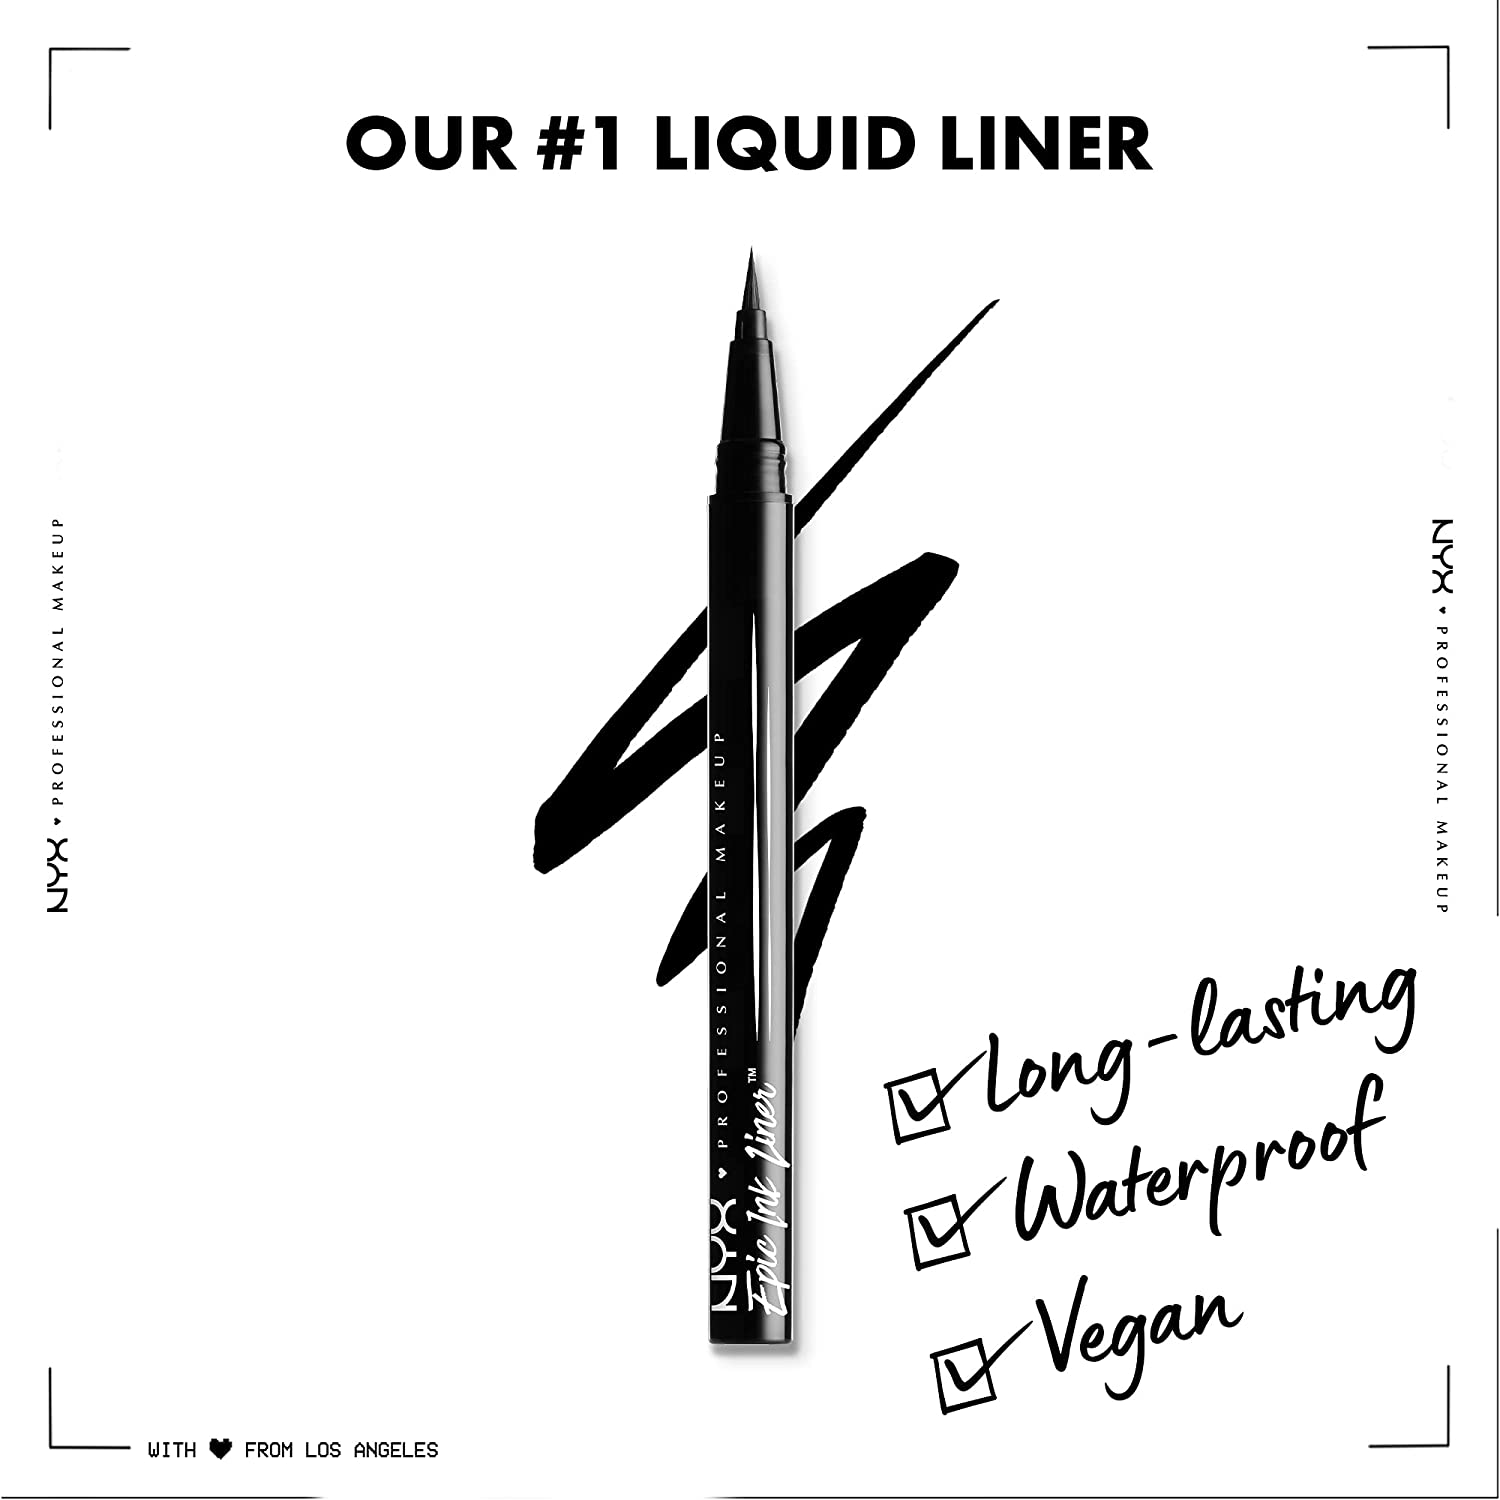 OUR #1 LIQUID LINER
NYX ♥ PROFESSIONAL MAKEUP
NYX ♥ PROFESSIONAL MAKEUP
Epic Ink Liner™
NYX ♥ PROFESSIONAL MAKEUP
Long-lasting
Waterproof
Vegan
WITH ♥ FROM LOS ANGELES